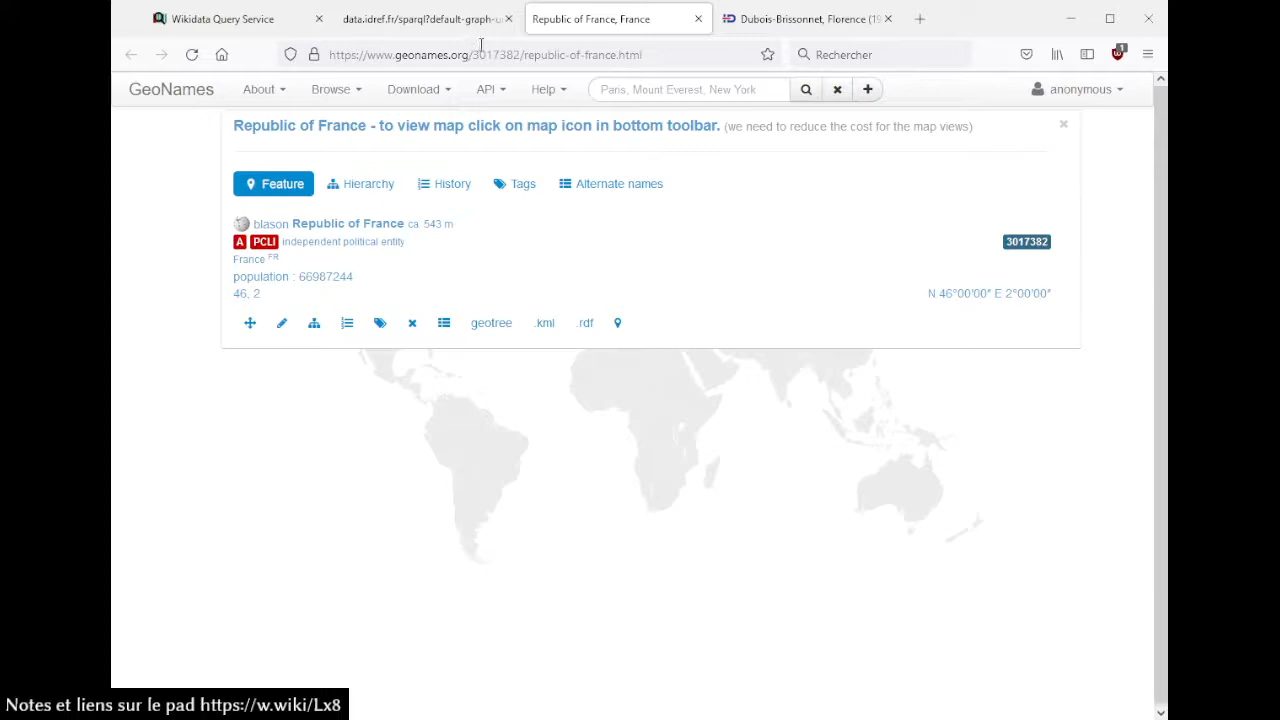 Wikidata Query Service
data.idref.fr/sparql?default-graph-u
Republic of France, France
Dubois-Brissonnet, Florence (19
https://www.geonames.org/3017382/republic-of-france.html
Rechercher
1
GeoNames
About
Browse
Download
API
Help
Paris, Mount Everest, New York
anonymous
Republic of France - to view map click on map icon in bottom toolbar. (we need to reduce the cost for the map views)
Feature
Hierarchy
History
Tags
Alternate names
blason Republic of France ca. 543 m
A PCLI independent political entity
3017382
France FR
population : 66987244
46, 2
N 46°00'00″ E 2°00'00″
geotree
.kml
.rdf
Notes et liens sur le pad https://w.wiki/Lx8